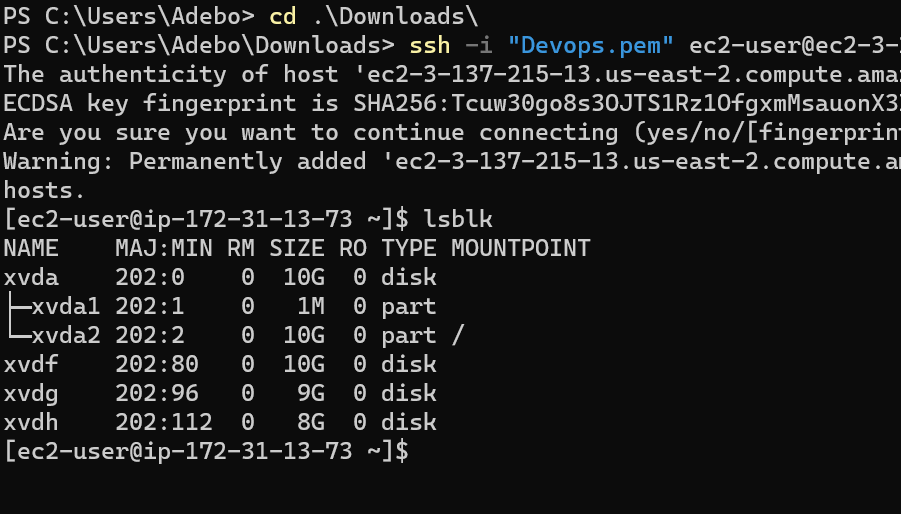 PS C:\Users\Adebo> cd .\Downloads\
PS C:\Users\Adebo\Downloads> ssh -i "Devops.pem" ec2-user@ec2-3-
The authenticity of host 'ec2-3-137-215-13.us-east-2.compute.ama
ECDSA key fingerprint is SHA256:Tcuw30go8s3OJTS1Rz1OfgxmMsauonX3
Are you sure you want to continue connecting (yes/no/[fingerprin
Warning: Permanently added 'ec2-3-137-215-13.us-east-2.compute.am
hosts.
[ec2-user@ip-172-31-13-73 ~]$ lsblk
NAME    MAJ:MIN RM SIZE RO TYPE MOUNTPOINT
xvda    202:0    0  10G  0 disk
├─xvda1 202:1    0   1M  0 part
└─xvda2 202:2    0  10G  0 part /
xvdf    202:80   0  10G  0 disk
xvdg    202:96   0   9G  0 disk
xvdh    202:112  0   8G  0 disk
[ec2-user@ip-172-31-13-73 ~]$